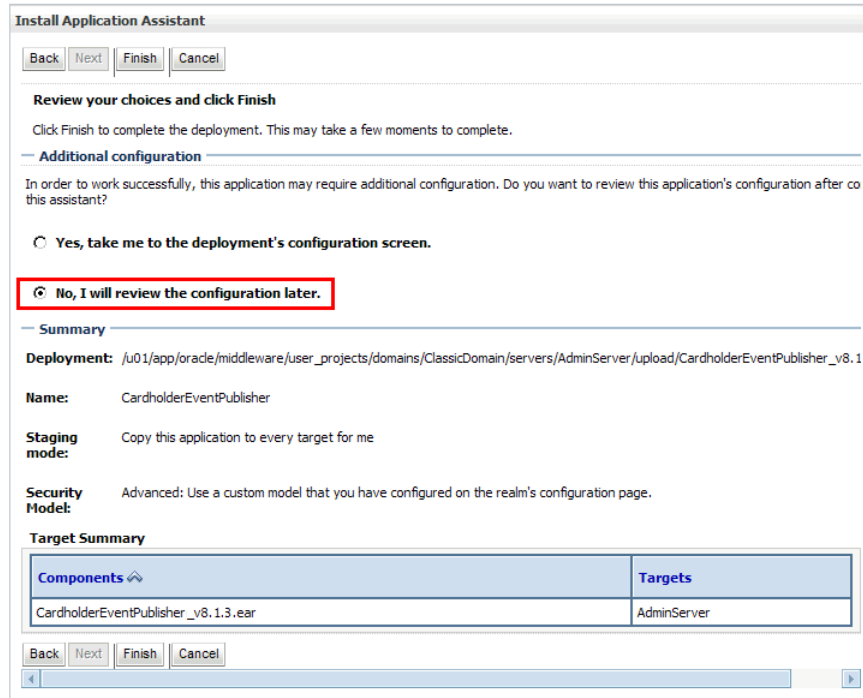 Install Application Assistant
Back Next Finish Cancel
Review your choices and click Finish
Click Finish to complete the deployment. This may take a few moments to complete.
Additional configuration
In order to work successfully, this application may require additional configuration. Do you want to review this application's configuration after co
this assistant?
Yes, take me to the deployment's configuration screen.
No, I will review the configuration later.
Summary
Deployment: /u01/app/oracle/middleware/user_projects/domains/ClassicDomain/servers/AdminServer/upload/CardholderEventPublisher_v8.1
Name: CardholderEventPublisher
Staging Copy this application to every target for me
mode:
Security Advanced: Use a custom model that you have configured on the realm's configuration page.
Model:
Target Summary
Components Targets
CardholderEventPublisher_v8.1.3.ear AdminServer
Back Next Finish Cancel